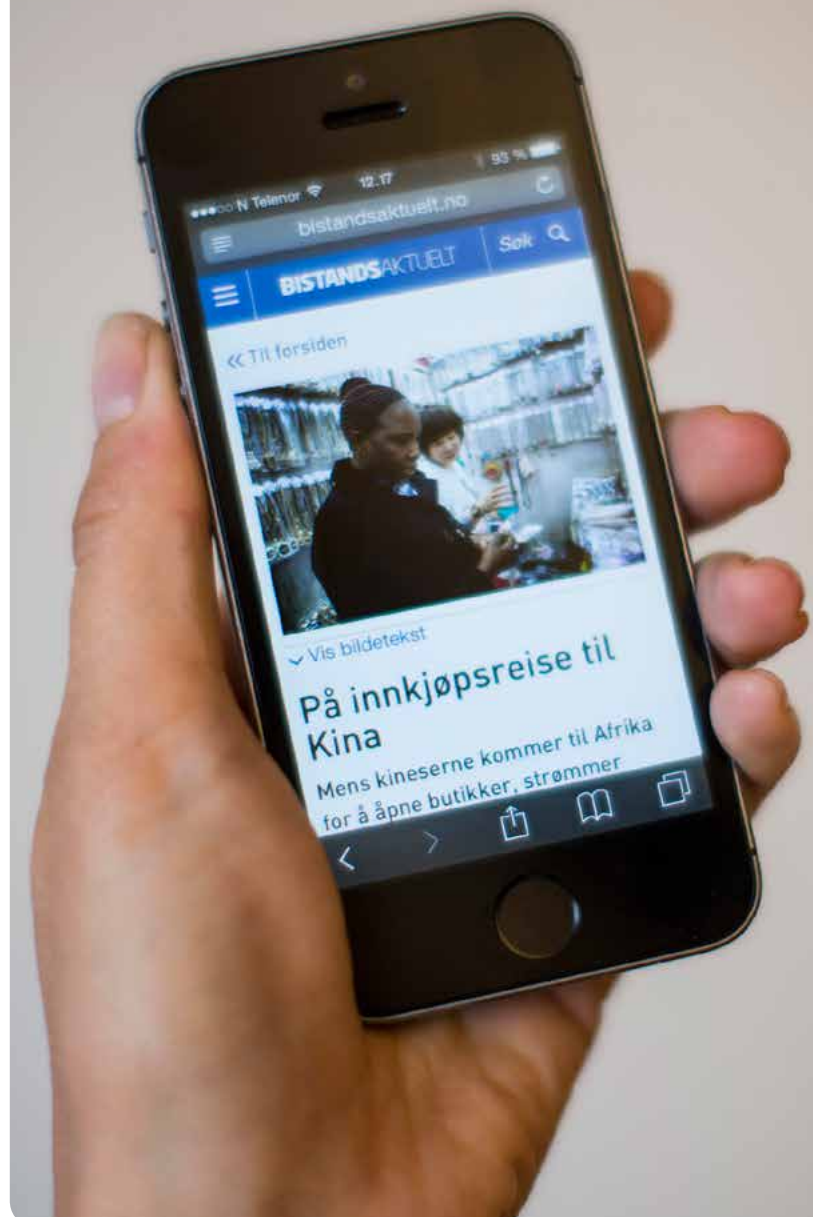 N Telenor 12.17 93 %
bistandsaktuelt.no
BISTANDSAKTUELT Søk
<< Til forsiden
Vis bildetekst
På innkjøpsreise til
Kina
Mens kineserne kommer til Afrika
for å åpne butikker, strømmer